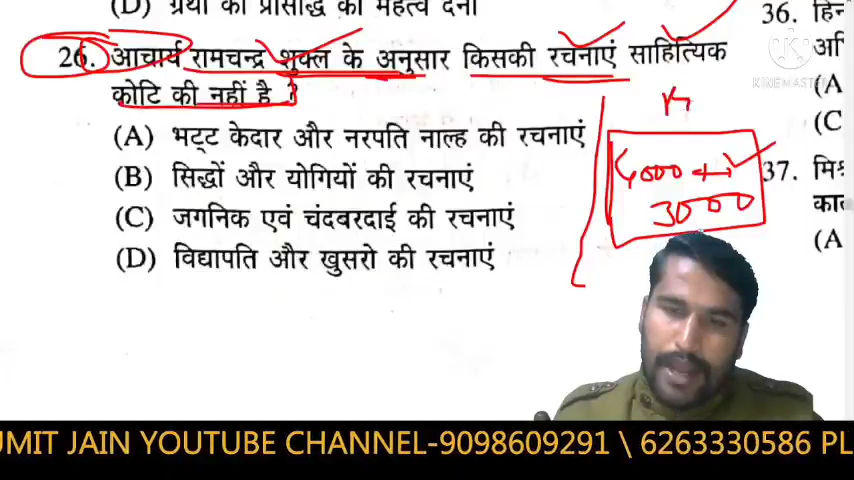 (D) ग्रंथों की प्रसिद्धि को महत्व देना
26. आचार्य रामचन्द्र शुक्ल के अनुसार किसकी रचनाएं साहित्यिक
कोटि की नहीं है ?
(A) भट्ट केदार और नरपति नाल्ह की रचनाएं
(B) सिद्धों और योगियों की रचनाएं
(C) जगनिक एवं चंदबरदाई की रचनाएं
(D) विद्यापति और खुसरो की रचनाएं
3000
36. हिन
(A
(C
37. मिश्र
(A
KINEMASTER
UMIT JAIN YOUTUBE CHANNEL-9098609291 \ 6263330586 PL